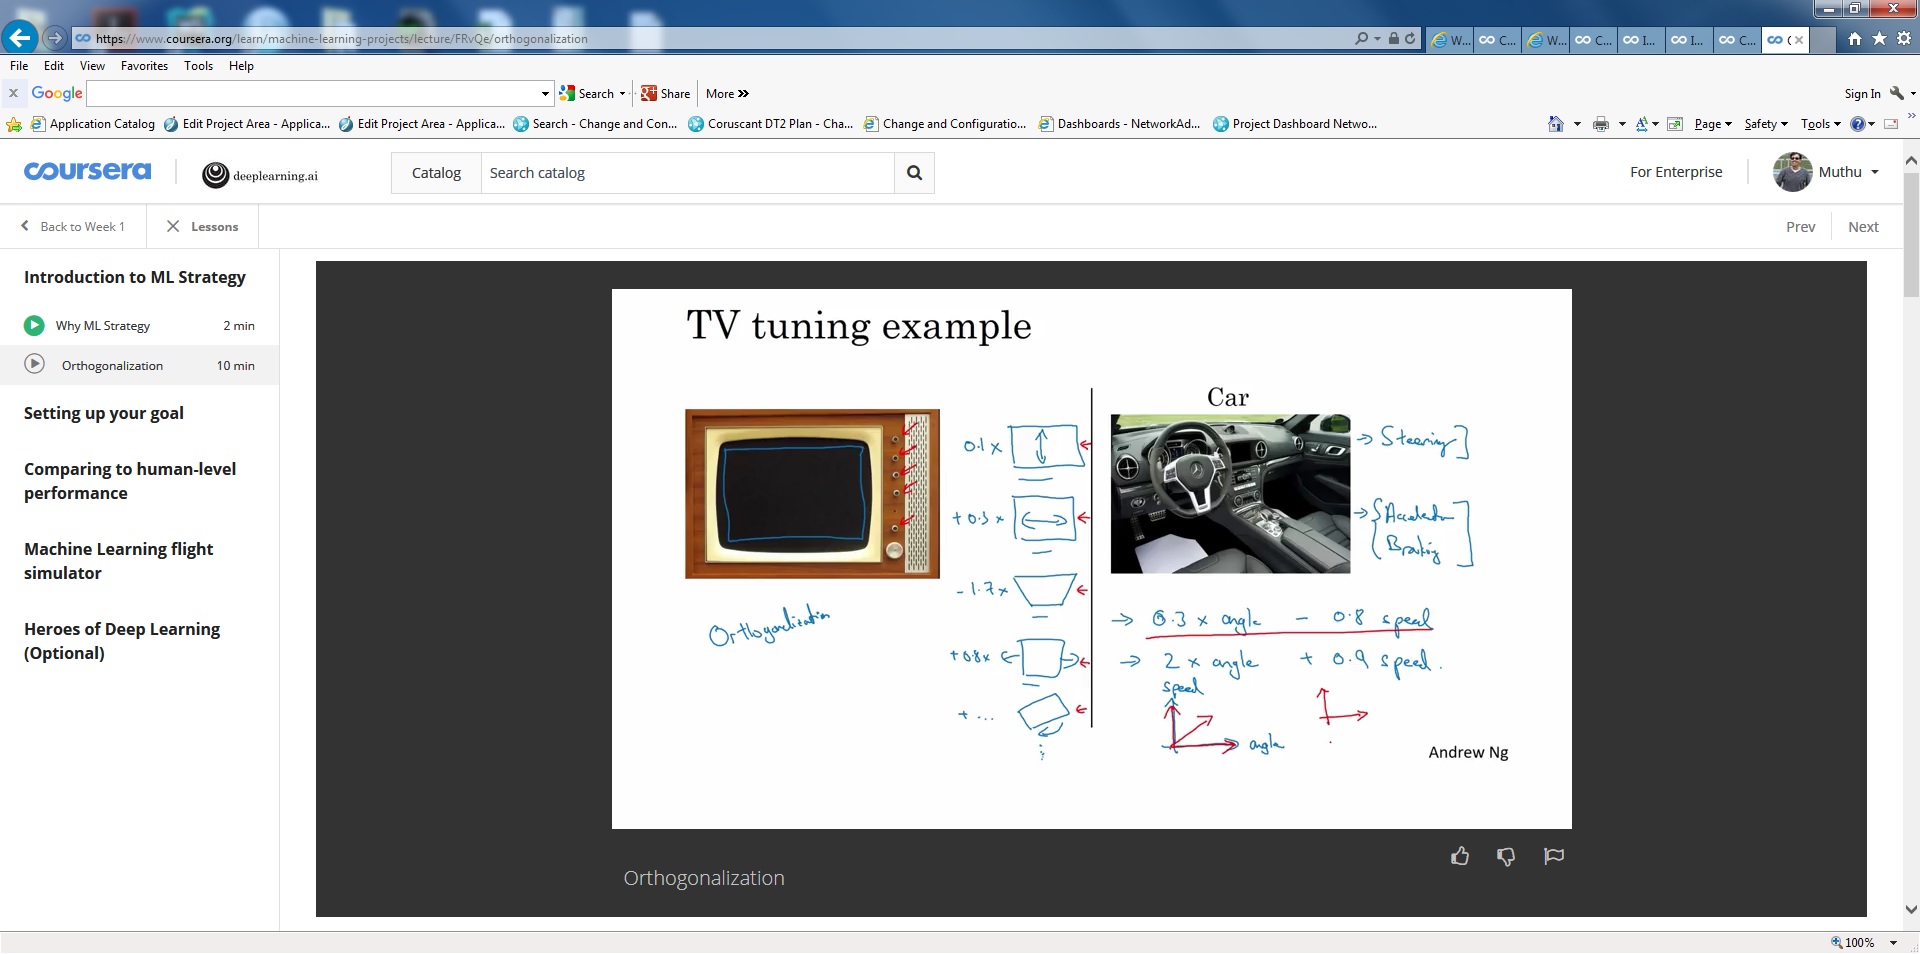 https://www.coursera.org/learn/machine-learning-projects/lecture/FRvQe/orthogonalization
W... C... W... C... I... I... C... (
File Edit View Favorites Tools Help
x Google Search Share More »
Sign In
Application Catalog Edit Project Area - Applica... Edit Project Area - Applica... Search - Change and Con... Coruscant DT2 Plan - Cha... Change and Configuratio... Dashboards - NetworkAd... Project Dashboard Netwo...
Page Safety Tools
coursera deeplearning.ai Catalog Search catalog For Enterprise Muthu
Back to Week 1 Lessons Prev Next
Introduction to ML Strategy
Why ML Strategy 2 min
Orthogonalization 10 min
Setting up your goal
Comparing to human-level
performance
Machine Learning flight
simulator
Heroes of Deep Learning
(Optional)
TV tuning example
Orthogonalization
0.1 x
+ 0.3 x
- 1.7 x
+ 0.8 x
+ ...
Car
→ Steering]
→ {Acceleration
Braking
→ 0.3 x angle - 0.8 speed
→ 2 x angle + 0.9 speed.
speed
angle
Andrew Ng
Orthogonalization
100%